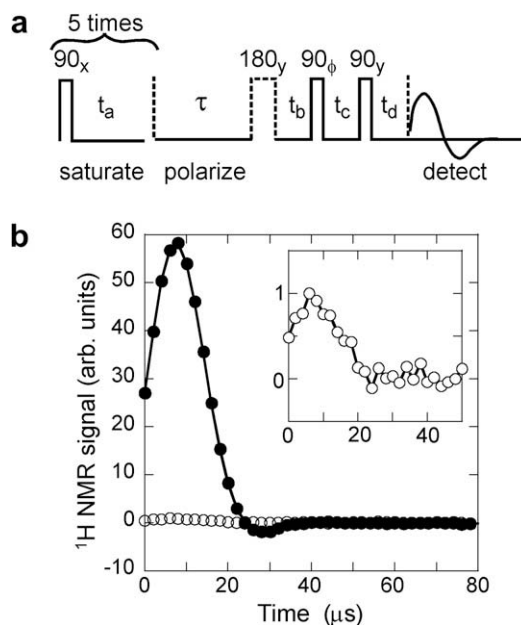 a
5 times
90x 180y 90ϕ 90y
ta τ tb tc td
saturate polarize detect
b
60
50
40
30
20
10
0
-10
1
0
0 20 40
0 20 40 60 80
¹H NMR signal (arb. units)
Time (μs)